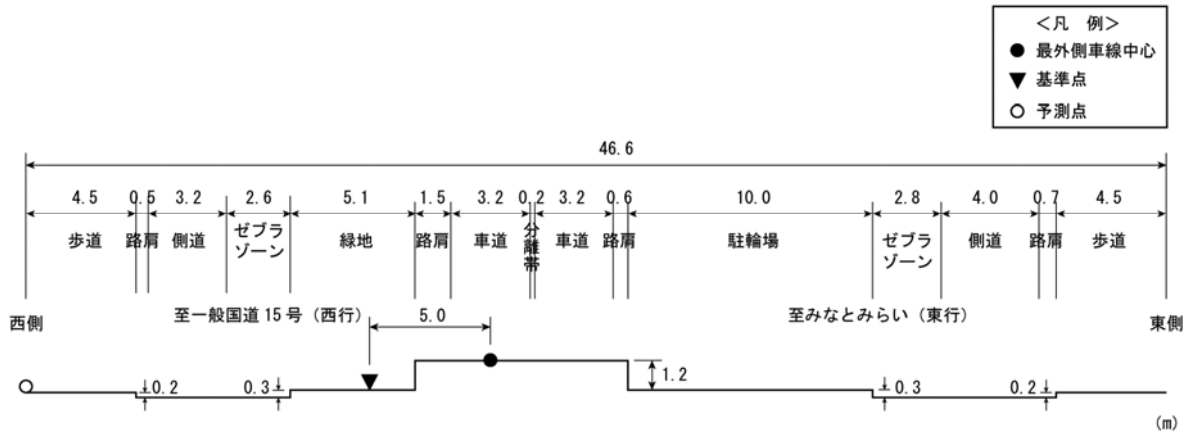 ＜凡　例＞
● 最外側車線中心
▼ 基準点
○ 予測点
46.6
4.5 0.5 3.2 2.6 5.1 1.5 3.2 0.2 3.2 0.6 10.0 2.8 4.0 0.7 4.5
歩道 路肩 側道 ゼブラゾーン 緑地 路肩 車道 分離帯 車道 路肩 駐輪場 ゼブラゾーン 側道 路肩 歩道
西側 至一般国道15号（西行） 5.0 至みなとみらい（東行） 東側
0.2 0.3 1.2 0.3 0.2
(m)